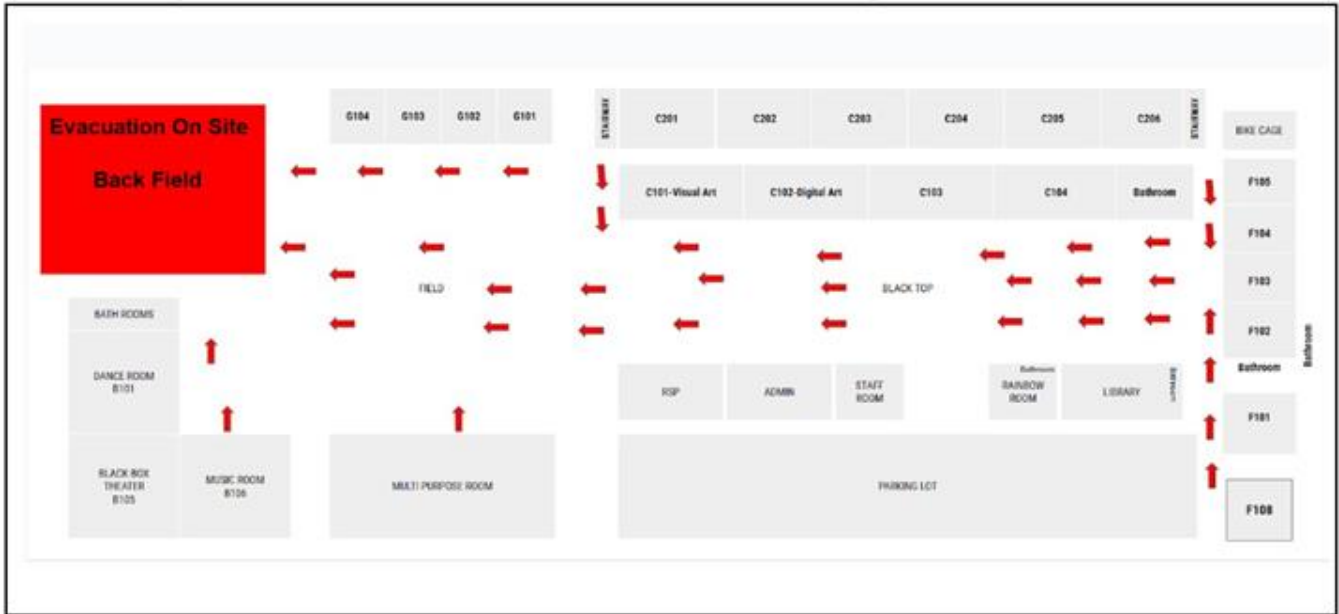 Evacuation On Site
Back Field
G104 G103 G102 G101
STAIRWAY
C201 C202 C203 C204 C205 C206
STAIRWAY
BIKE CAGE
C101-Visual Art C102-Digital Art C103 C104 Bathroom
F105
F104
FIELD
BLACK TOP
F103
F102
Bathroom
Bathroom
BATH ROOMS
DANCE ROOM
B101
RSP
ADMIN
STAFF
ROOM
Bathroom
RAINBOW
ROOM
LIBRARY
F101
BLACK BOX
THEATER
B105
MUSIC ROOM
B106
MULTI PURPOSE ROOM
PARKING LOT
F108